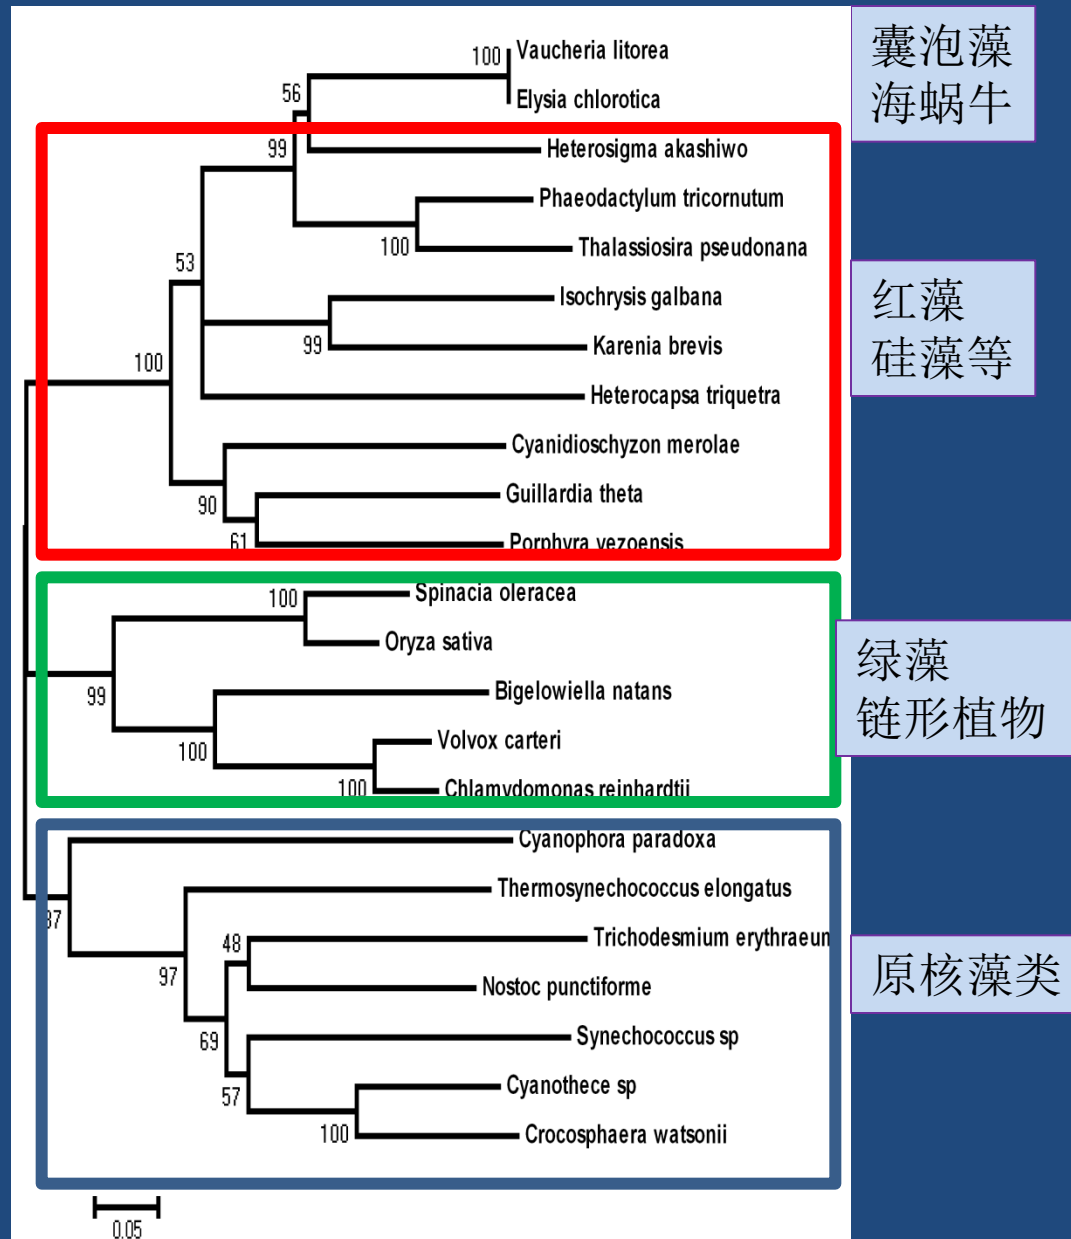 100
Vaucheria litorea
囊泡藻
海蜗牛
56
Elysia chlorotica
99
Heterosigma akashiwo
Phaeodactylum tricornutum
100
Thalassiosira pseudonana
53
Isochrysis galbana
红藻
硅藻等
99
Karenia brevis
100
Heterocapsa triquetra
Cyanidioschyzon merolae
90
Guillardia theta
61
Porphyra yezoensis
100
Spinacia oleracea
Oryza sativa
绿藻
链形植物
99
Bigelowiella natans
100
Volvox carteri
100
Chlamydomonas reinhardtii
Cyanophora paradoxa
37
Thermosynechococcus elongatus
48
Trichodesmium erythraeum
97
Nostoc punctiforme
原核藻类
69
Synechococcus sp
57
Cyanothece sp
100
Crocosphaera watsonii
0.05